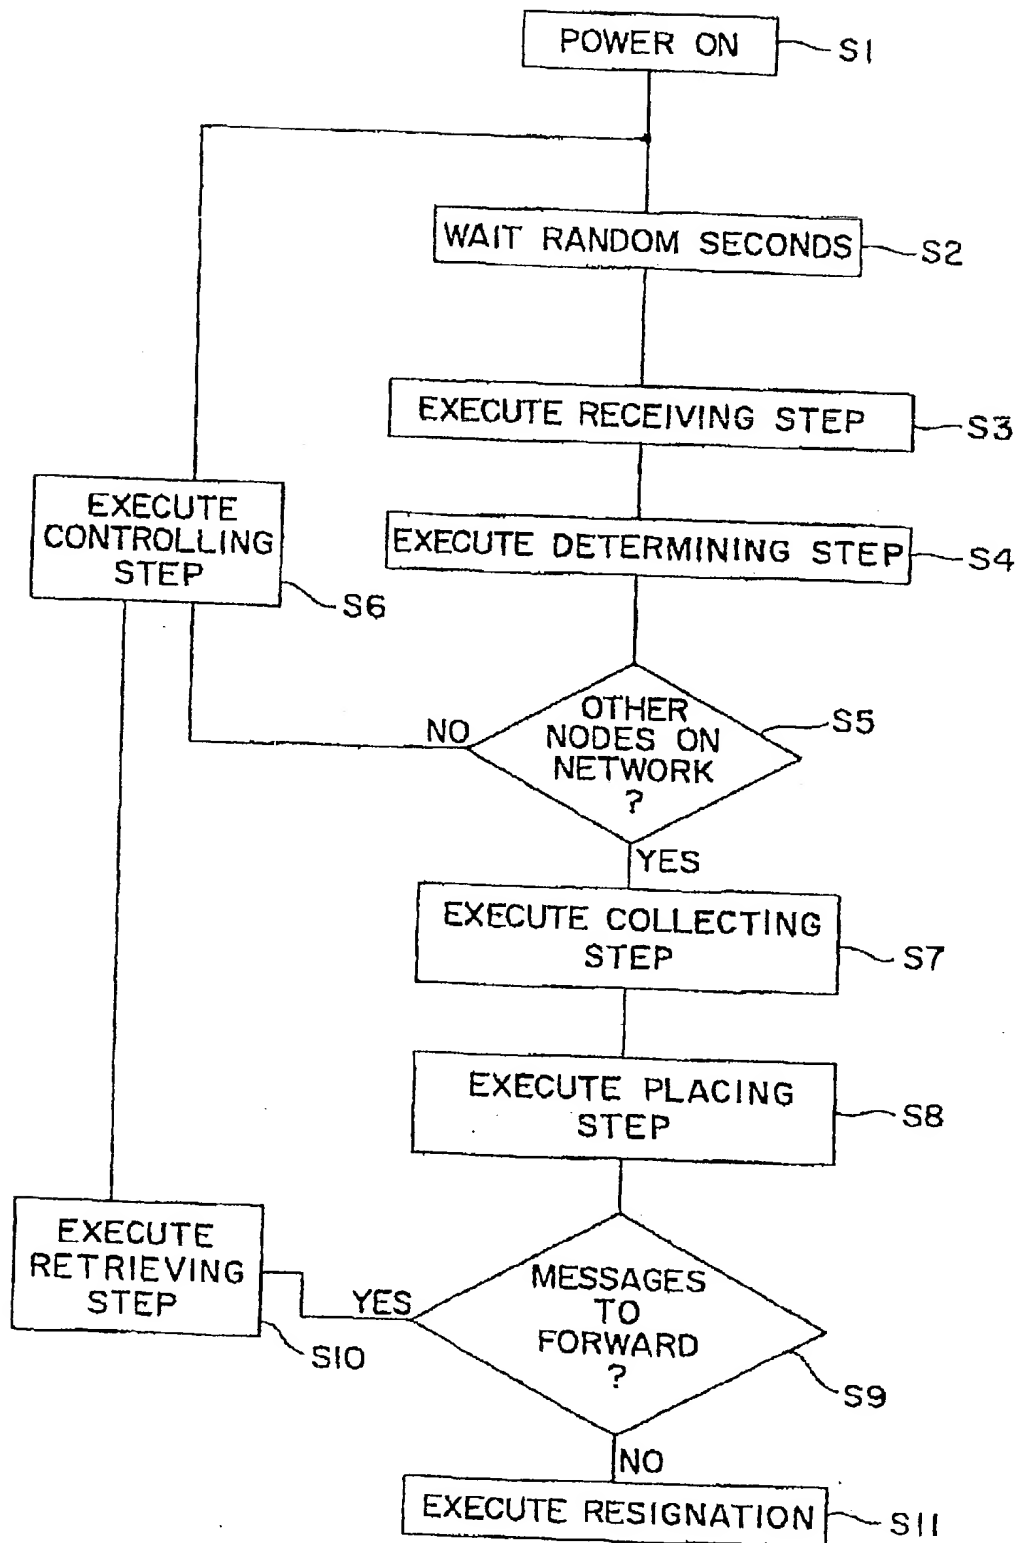 POWER ON
S1
WAIT RANDOM SECONDS
S2
EXECUTE RECEIVING STEP
S3
EXECUTE DETERMINING STEP
S4
EXECUTE
CONTROLLING
STEP
S6
OTHER
NODES ON
NETWORK
?
S5
NO
YES
EXECUTE COLLECTING
STEP
S7
EXECUTE PLACING
STEP
S8
EXECUTE
RETRIEVING
STEP
S10
YES
MESSAGES
TO
FORWARD
?
S9
NO
EXECUTE RESIGNATION
S11